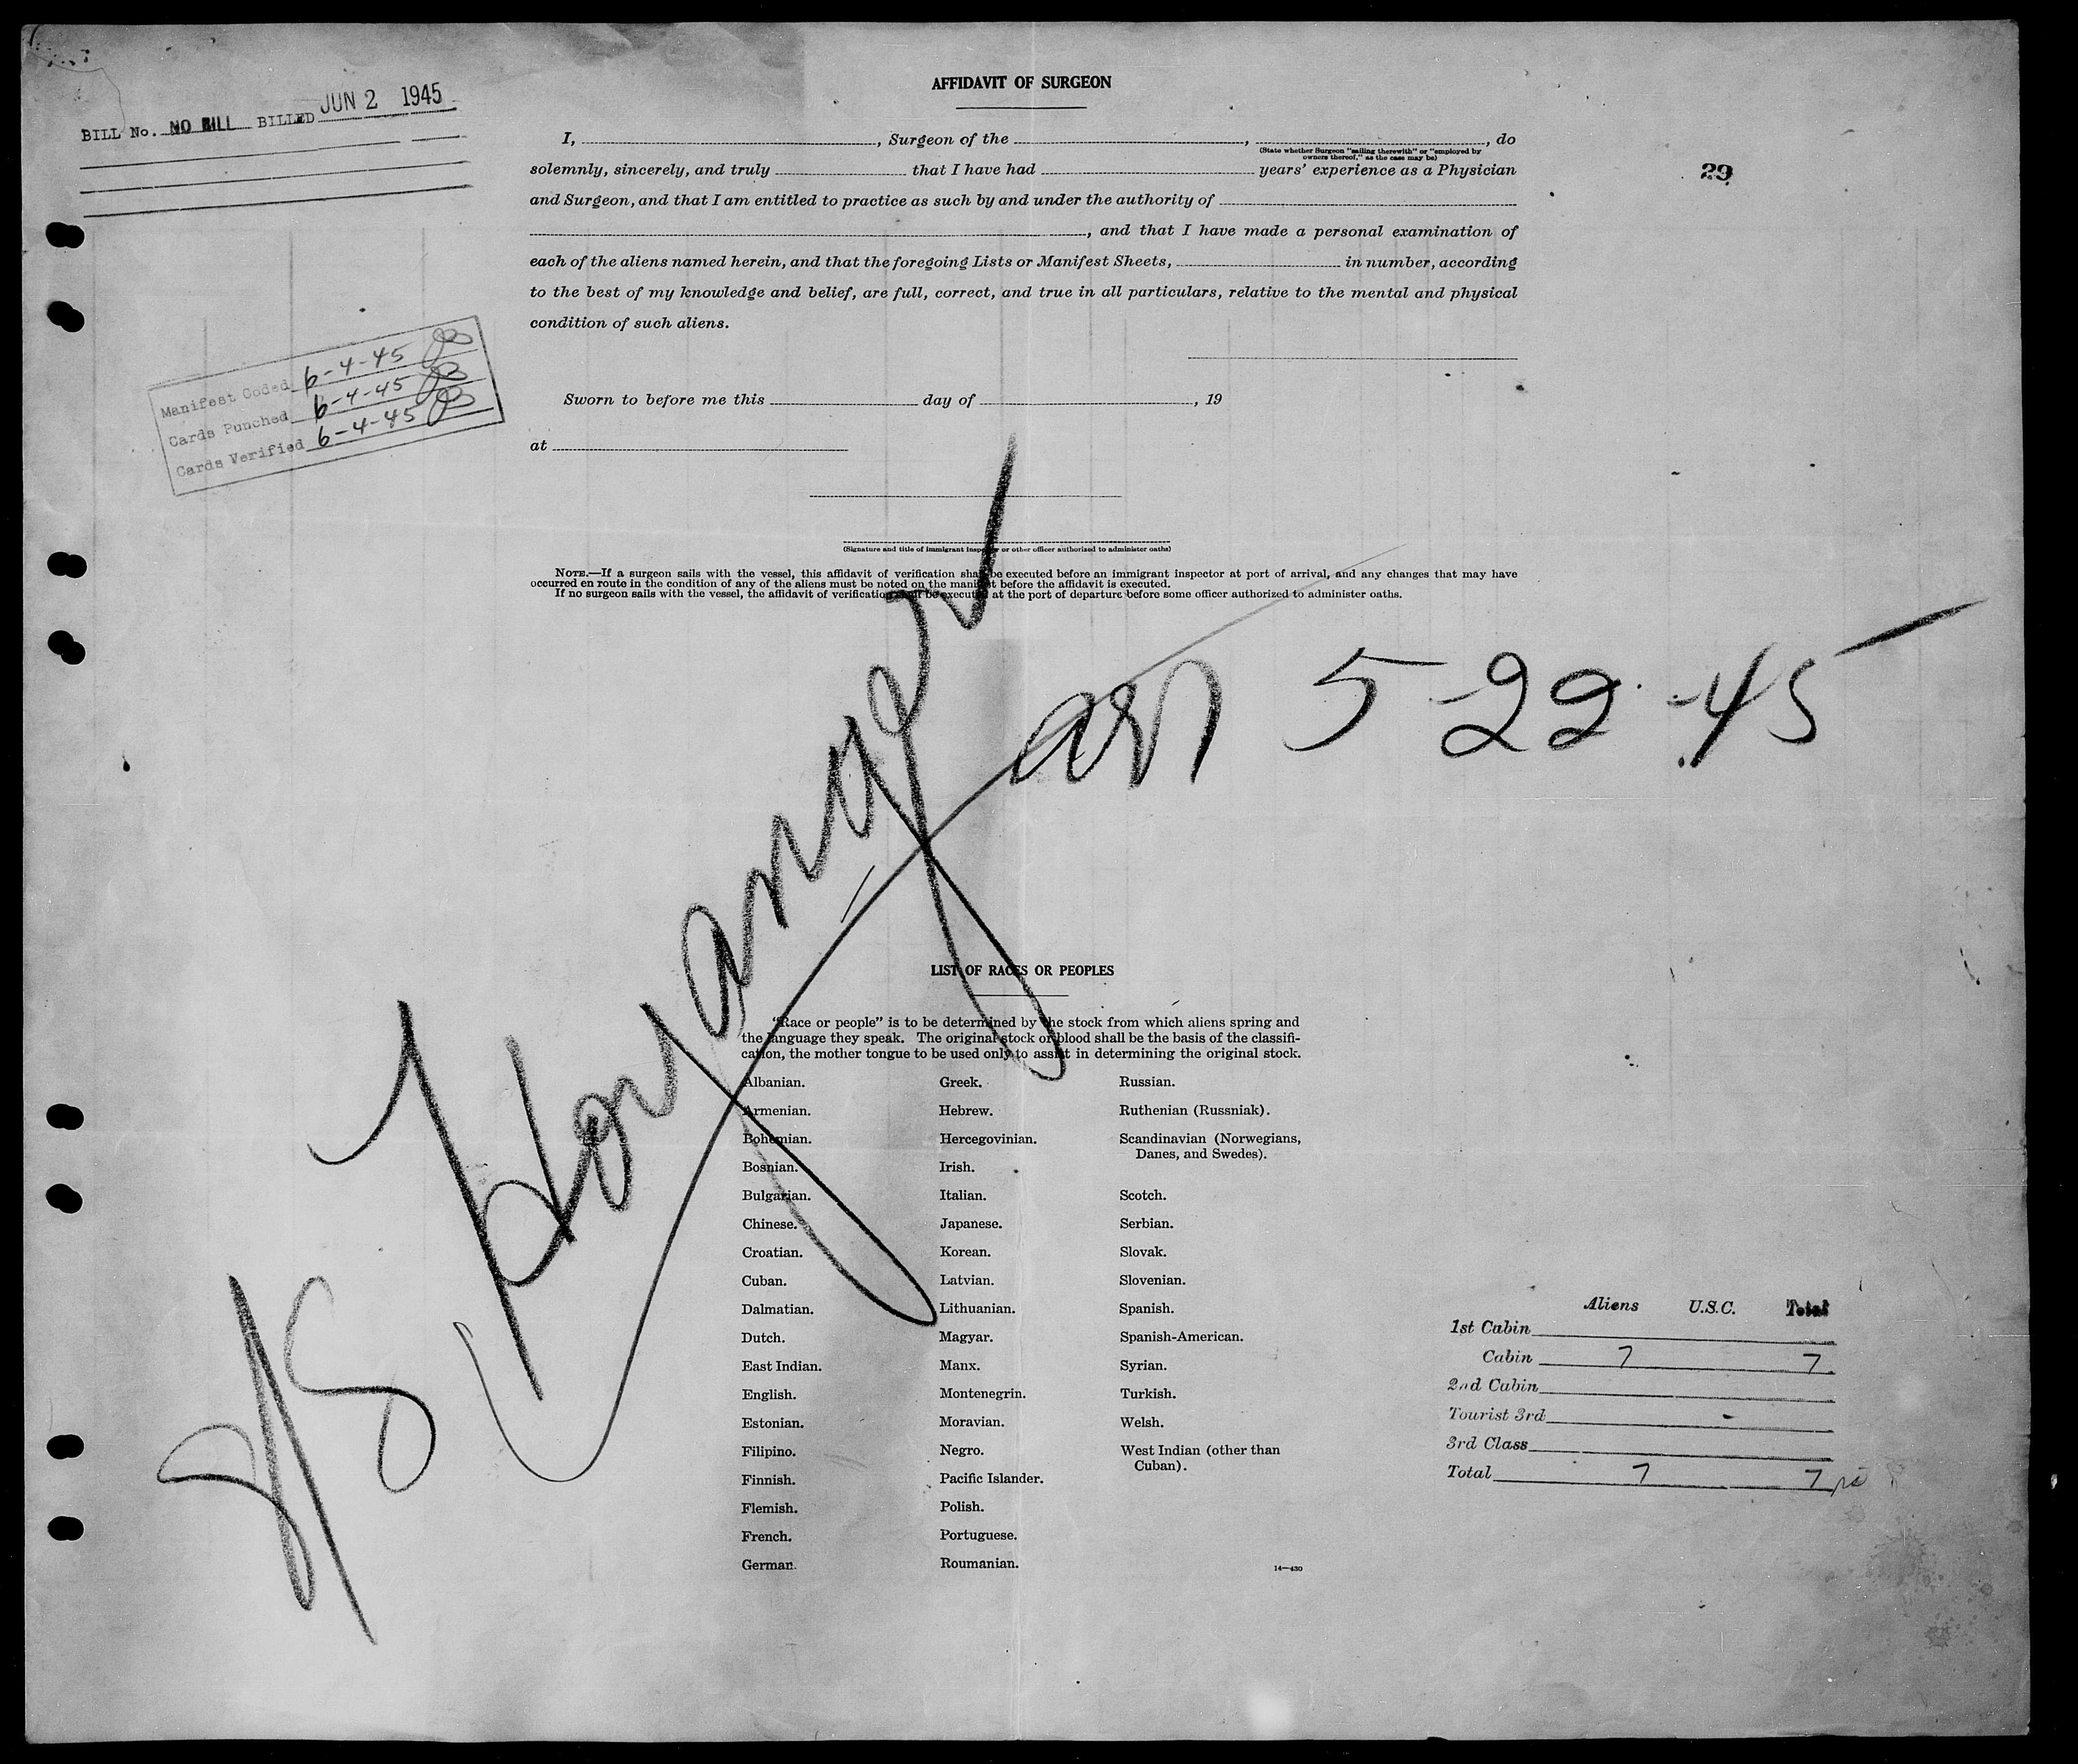 BILL No. NO BILL BILLED JUN 2 1945
AFFIDAVIT OF SURGEON
I, , Surgeon of the , , do
(State whether Surgeon "sailing therewith" or "employed by
owners thereof," as the case may be)
solemnly, sincerely, and truly that I have had years' experience as a Physician
29
and Surgeon, and that I am entitled to practice as such by and under the authority of
, and that I have made a personal examination of
each of the aliens named herein, and that the foregoing Lists or Manifest Sheets, in number, according
to the best of my knowledge and belief, are full, correct, and true in all particulars, relative to the mental and physical
condition of such aliens.
Manifest Coded 6-4-45
Cards Punched 6-4-45
Cards Verified 6-4-45
Sworn to before me this day of , 19
at
(Signature and title of immigrant inspector or other officer authorized to administer oaths)
NOTE.—If a surgeon sails with the vessel, this affidavit of verification shall be executed before an immigrant inspector at port of arrival, and any changes that may have
occurred en route in the condition of any of the aliens must be noted on the manifest before the affidavit is executed.
If no surgeon sails with the vessel, the affidavit of verification shall be executed at the port of departure before some officer authorized to administer oaths.
arr 5-22-45
LIST OF RACES OR PEOPLES
"Race or people" is to be determined by the stock from which aliens spring and
the language they speak. The original stock or blood shall be the basis of the classifi-
cation, the mother tongue to be used only to assist in determining the original stock.
Albanian. Greek. Russian.
Armenian. Hebrew. Ruthenian (Russniak).
Bohemian. Hercegovinian. Scandinavian (Norwegians,
Danes, and Swedes).
Bosnian. Irish.
Bulgarian. Italian. Scotch.
Chinese. Japanese. Serbian.
Croatian. Korean. Slovak.
Cuban. Latvian. Slovenian.
Dalmatian. Lithuanian. Spanish.
Dutch. Magyar. Spanish-American.
East Indian. Manx. Syrian.
English. Montenegrin. Turkish.
Estonian. Moravian. Welsh.
Filipino. Negro. West Indian (other than
Cuban).
Finnish. Pacific Islander.
Flemish. Polish.
French. Portuguese.
German. Roumanian.
14—430
Aliens U.S.C. Total
1st Cabin
Cabin 7 7
2nd Cabin
Tourist 3rd
3rd Class
Total 7 7